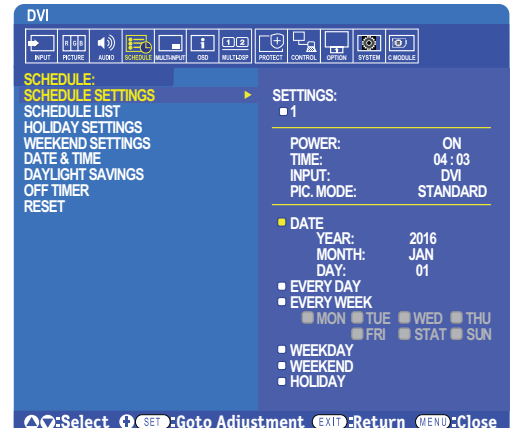 DVI
INPUT PICTURE AUDIO SCHEDULE MULTI-INPUT OSD MULTI-DSP PROTECT CONTROL OPTION SYSTEM C MODULE
SCHEDULE:
SCHEDULE SETTINGS
SCHEDULE LIST
HOLIDAY SETTINGS
WEEKEND SETTINGS
DATE & TIME
DAYLIGHT SAVINGS
OFF TIMER
RESET
SETTINGS:
1
POWER: ON
TIME: 04 : 03
INPUT: DVI
PIC. MODE: STANDARD
DATE
YEAR: 2016
MONTH: JAN
DAY: 01
EVERY DAY
EVERY WEEK
MON TUE WED THU
FRI STAT SUN
WEEKDAY
WEEKEND
HOLIDAY
:Select SET :Goto Adjustment EXIT :Return MENU :Close